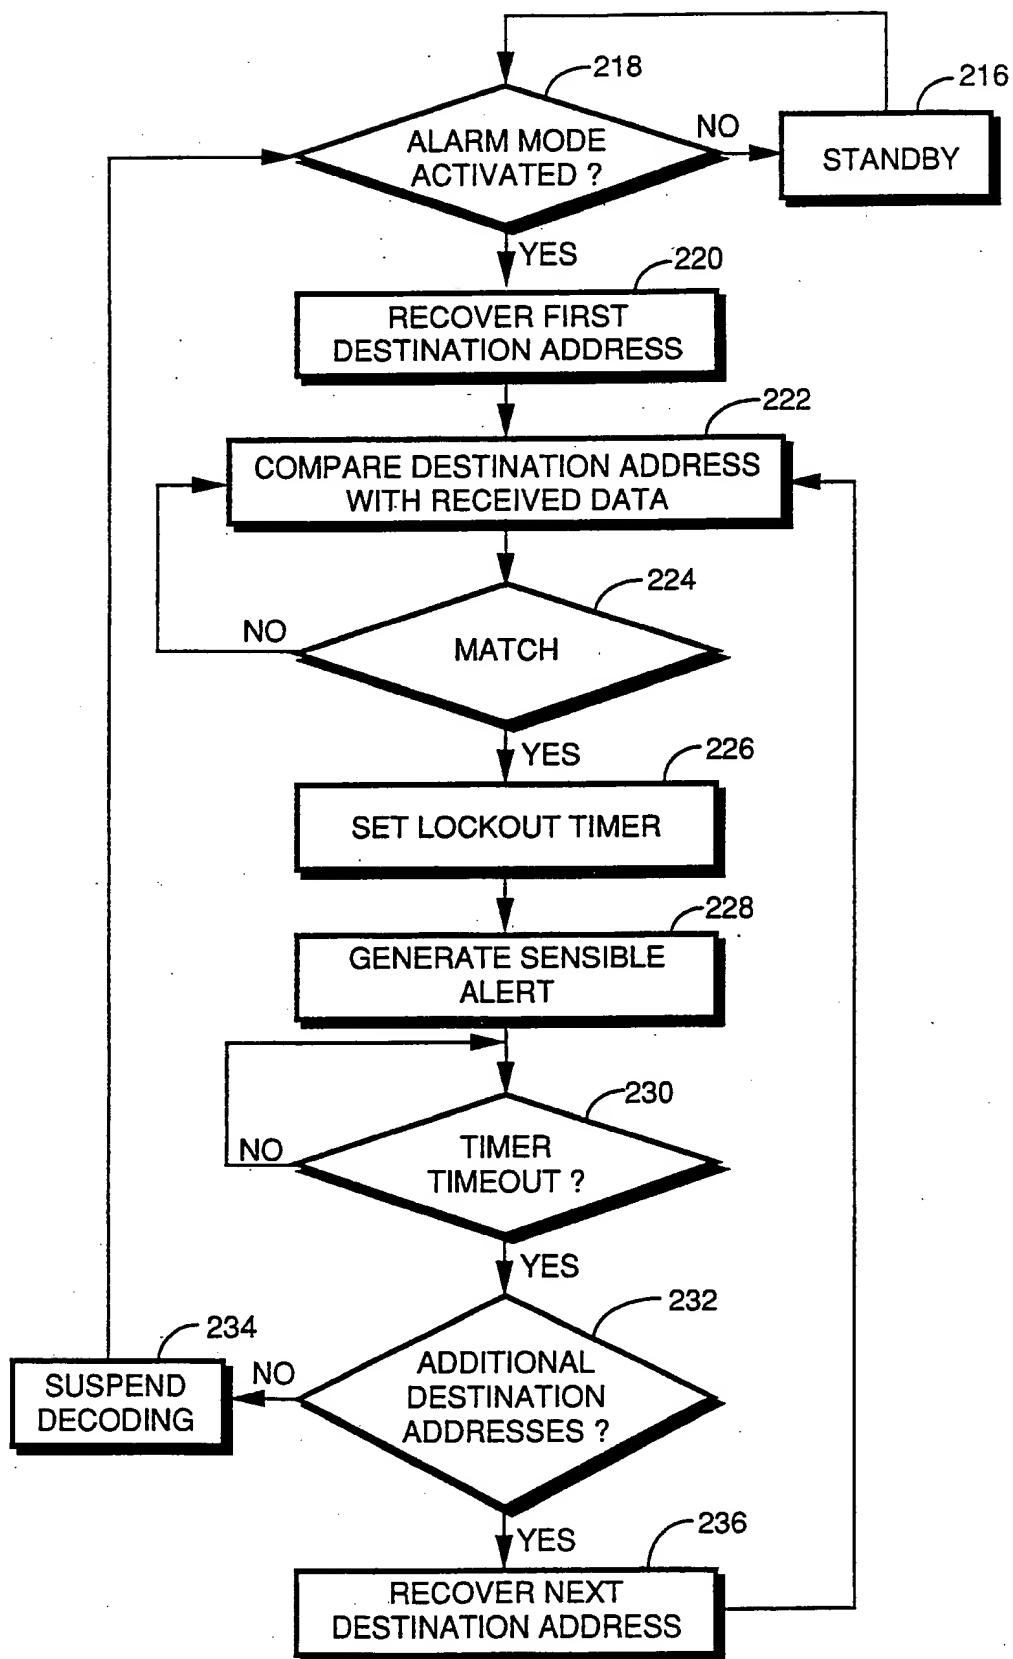 218
216
ALARM MODE
ACTIVATED ?
NO
STANDBY
YES
220
RECOVER FIRST
DESTINATION ADDRESS
222
COMPARE DESTINATION ADDRESS
WITH RECEIVED DATA
224
NO
MATCH
YES
226
SET LOCKOUT TIMER
228
GENERATE SENSIBLE
ALERT
230
NO
TIMER
TIMEOUT ?
YES
232
234
NO
SUSPEND
DECODING
ADDITIONAL
DESTINATION
ADDRESSES ?
YES
236
RECOVER NEXT
DESTINATION ADDRESS